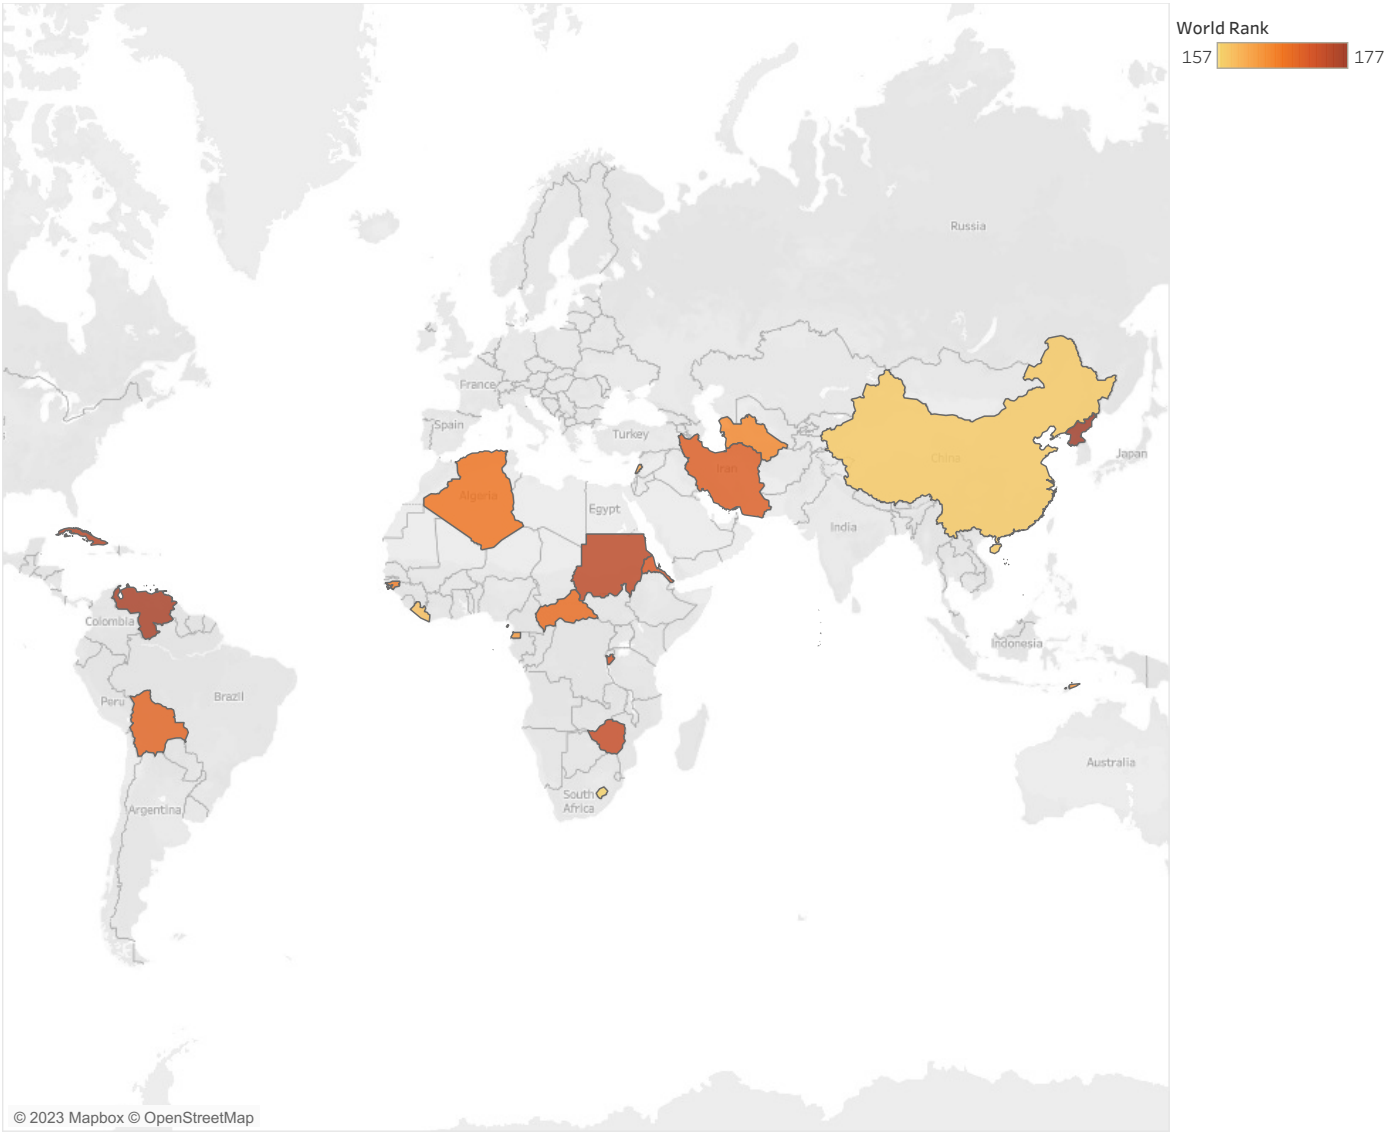 World Rank
157
177
Russia
France
Spain
Turkey
Iran
China
Japan
Algeria
Egypt
India
Colombia
Indonesia
Peru
Brazil
Australia
South
Africa
Argentina
© 2023 Mapbox © OpenStreetMap